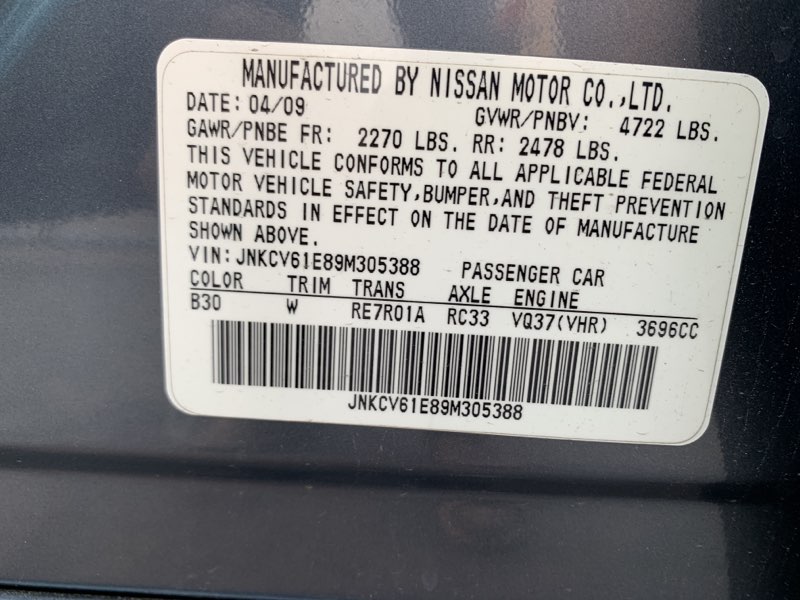 MANUFACTURED BY NISSAN MOTOR CO.,LTD.
DATE: 04/09 GVWR/PNBV: 4722 LBS.
GAWR/PNBE FR: 2270 LBS. RR: 2478 LBS.
THIS VEHICLE CONFORMS TO ALL APPLICABLE FEDERAL
MOTOR VEHICLE SAFETY,BUMPER,AND THEFT PREVENTION
STANDARDS IN EFFECT ON THE DATE OF MANUFACTURE
SHOWN ABOVE.
VIN: JNKCV61E89M305388 PASSENGER CAR
COLOR TRIM TRANS AXLE ENGINE
B30 W RE7R01A RC33 VQ37(VHR) 3696CC
JNKCV61E89M305388